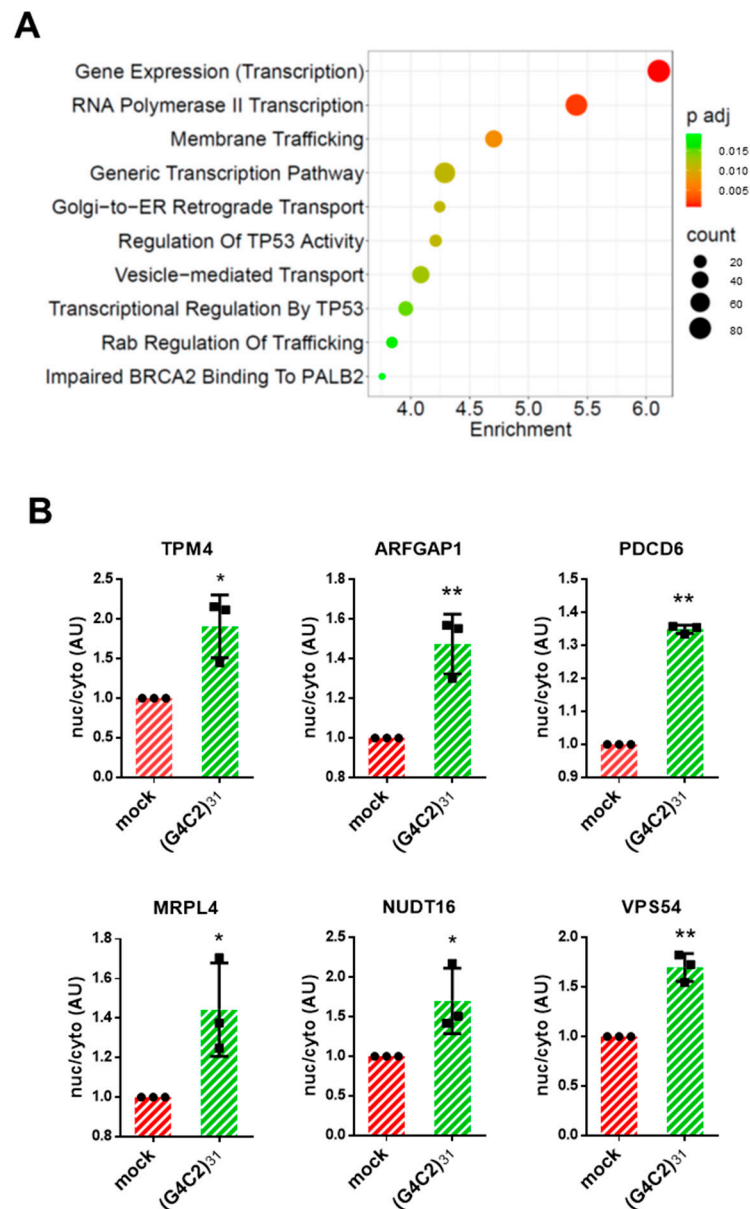 A
Gene Expression (Transcription)
RNA Polymerase II Transcription
Membrane Trafficking
Generic Transcription Pathway
Golgi-to-ER Retrograde Transport
Regulation Of TP53 Activity
Vesicle-mediated Transport
Transcriptional Regulation By TP53
Rab Regulation Of Trafficking
Impaired BRCA2 Binding To PALB2
4.0 4.5 5.0 5.5 6.0
Enrichment
p adj
0.015
0.010
0.005
count
20
40
60
80
B
TPM4
nuc/cyto (AU)
2.5
2.0
1.5
1.0
0.5
0.0
*
mock
(G4C2)31
ARFGAP1
nuc/cyto (AU)
1.8
1.6
1.4
1.2
1.0
0.8
**
mock
(G4C2)31
PDCD6
nuc/cyto (AU)
1.5
1.4
1.3
1.2
1.1
1.0
0.9
**
mock
(G4C2)31
MRPL4
nuc/cyto (AU)
1.8
1.6
1.4
1.2
1.0
0.8
*
mock
(G4C2)31
NUDT16
nuc/cyto (AU)
2.5
2.0
1.5
1.0
0.5
0.0
*
mock
(G4C2)31
VPS54
nuc/cyto (AU)
2.0
1.5
1.0
0.5
0.0
**
mock
(G4C2)31